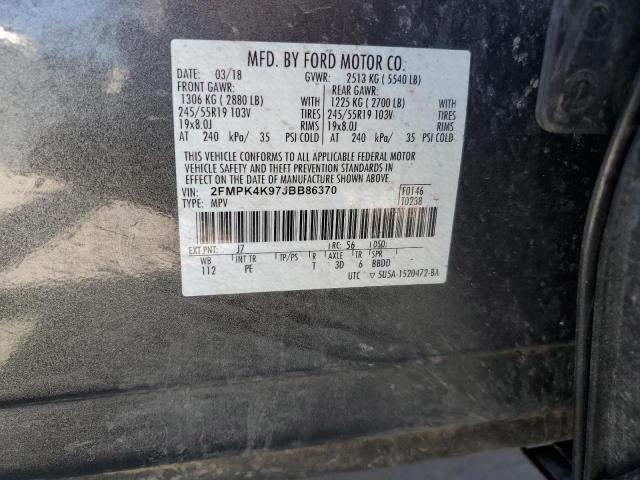 MFD. BY FORD MOTOR CO.
DATE: 03/18 GVWR: 2513 KG ( 5540 LB)
FRONT GAWR: REAR GAWR:
1306 KG ( 2880 LB) WITH 1225 KG ( 2700 LB) WITH
245/55R19 103V TIRES 245/55R19 103V TIRES
19x8.0J RIMS 19x8.0J RIMS
AT 240 kPa/ 35 PSI COLD AT 240 kPa/ 35 PSI COLD
THIS VEHICLE CONFORMS TO ALL APPLICABLE FEDERAL MOTOR
VEHICLE SAFETY AND THEFT PREVENTION STANDARDS IN
EFFECT ON THE DATE OF MANUFACTURE SHOWN ABOVE.
VIN: 2FMPK4K97JBB86370 F0146
TYPE: MPV T0238
EXT PNT: J7 RC: 56 DSO:
WB INT TR TP/PS R AXLE TR SPR
112 PE T 3D 6 BBDD
UTC ▽ 5U5A-1520472-BA